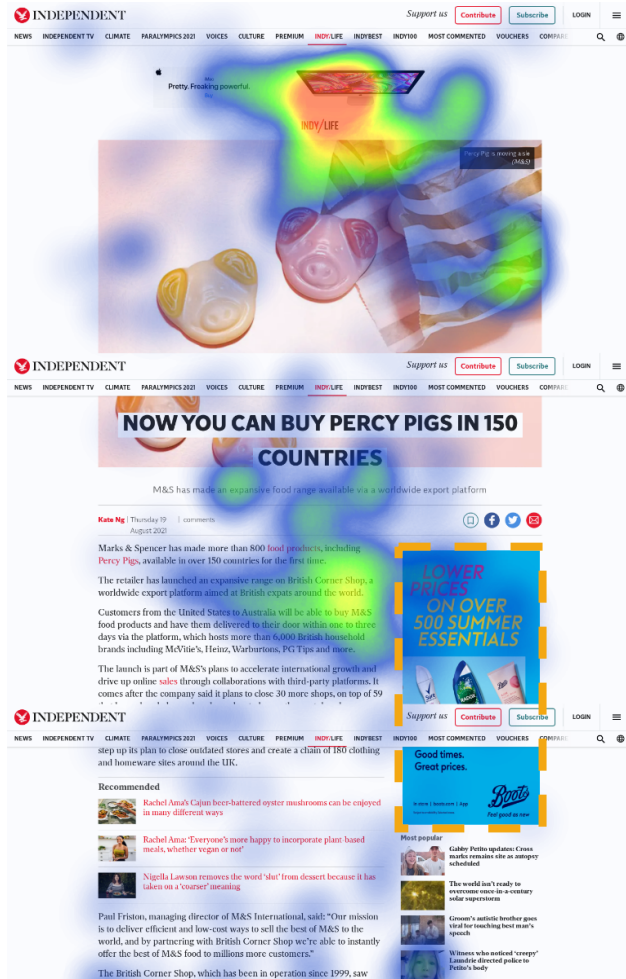 INDEPENDENT
Support us
Contribute
Subscribe
LOGIN
NEWS INDEPENDENT TV CLIMATE PARALYMPICS 2021 VOICES CULTURE PREMIUM INDY/LIFE INDYBEST INDY100 MOST COMMENTED VOUCHERS COMPARE
Pretty. Freaking powerful.
INDY/LIFE
Percy Pig is moving aisle
(M&S)
INDEPENDENT
Support us
Contribute
Subscribe
LOGIN
NEWS INDEPENDENT TV CLIMATE PARALYMPICS 2021 VOICES CULTURE PREMIUM INDY/LIFE INDYBEST INDY100 MOST COMMENTED VOUCHERS COMPARE
NOW YOU CAN BUY PERCY PIGS IN 150
COUNTRIES
M&S has made an expansive food range available via a worldwide export platform
Kate Ng | Thursday 19 | comments
August 2021
Marks & Spencer has made more than 800 food products, including
Percy Pigs, available in over 150 countries for the first time.
The retailer has launched an expansive range on British Corner Shop, a
worldwide export platform aimed at British expats around the world.
Customers from the United States to Australia will be able to buy M&S
food products and have them delivered to their door within one to three
days via the platform, which hosts more than 6,000 British household
brands including McVitie's, Heinz, Warburtons, PG Tips and more.
The launch is part of M&S's plans to accelerate international growth and
drive up online sales through collaborations with third-party platforms. It
comes after the company said it plans to close 30 more shops, on top of 59
LOWER
PRICES
ON OVER
500 SUMMER
ESSENTIALS
Sure
RADOX
Boots
INDEPENDENT
Support us
Contribute
Subscribe
LOGIN
NEWS INDEPENDENT TV CLIMATE PARALYMPICS 2021 VOICES CULTURE PREMIUM INDY/LIFE INDYBEST INDY100 MOST COMMENTED VOUCHERS
step up its plan to close outdated stores and create a chain of 180 clothing
and homeware sites around the UK.
Recommended
Rachel Ama's Cajun beer-battered oyster mushrooms can be enjoyed
in many different ways
Rachel Ama: 'Everyone's more happy to incorporate plant-based
meals, whether vegan or not'
Nigella Lawson removes the word 'slut' from dessert because it has
taken on a 'coarser' meaning
Paul Friston, managing director of M&S International, said: "Our mission
is to deliver efficient and low-cost ways to sell the best of M&S to the
world, and by partnering with British Corner Shop we're able to instantly
offer the best of M&S food to millions more customers."
The British Corner Shop, which has been in operation since 1999, saw
Good times.
Great prices.
Boots
Feel good as new
Most popular
Gabby Petito updates: Cross
marks remains site as autopsy
scheduled
The world isn't ready to
overcome once-in-a-century
solar superstorm
Groom's autistic brother goes
viral for touching best man's
speech
Witness who noticed 'creepy'
Laundrie directed police to
Petito's body